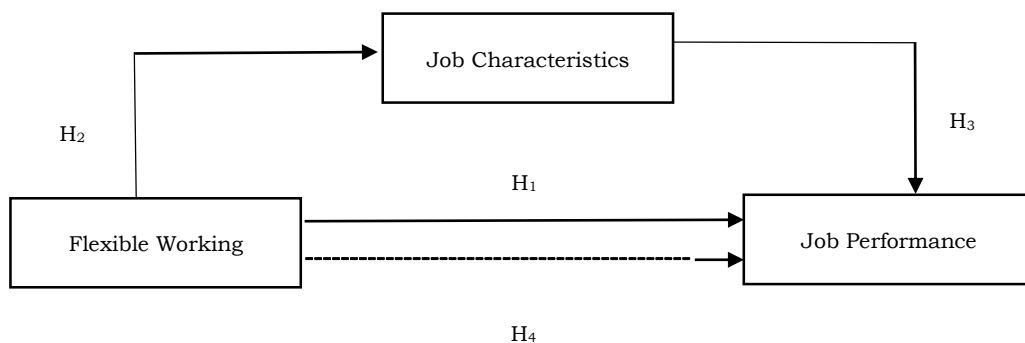 Job Characteristics
H₂
H₃
H₁
Flexible Working
Job Performance
H₄